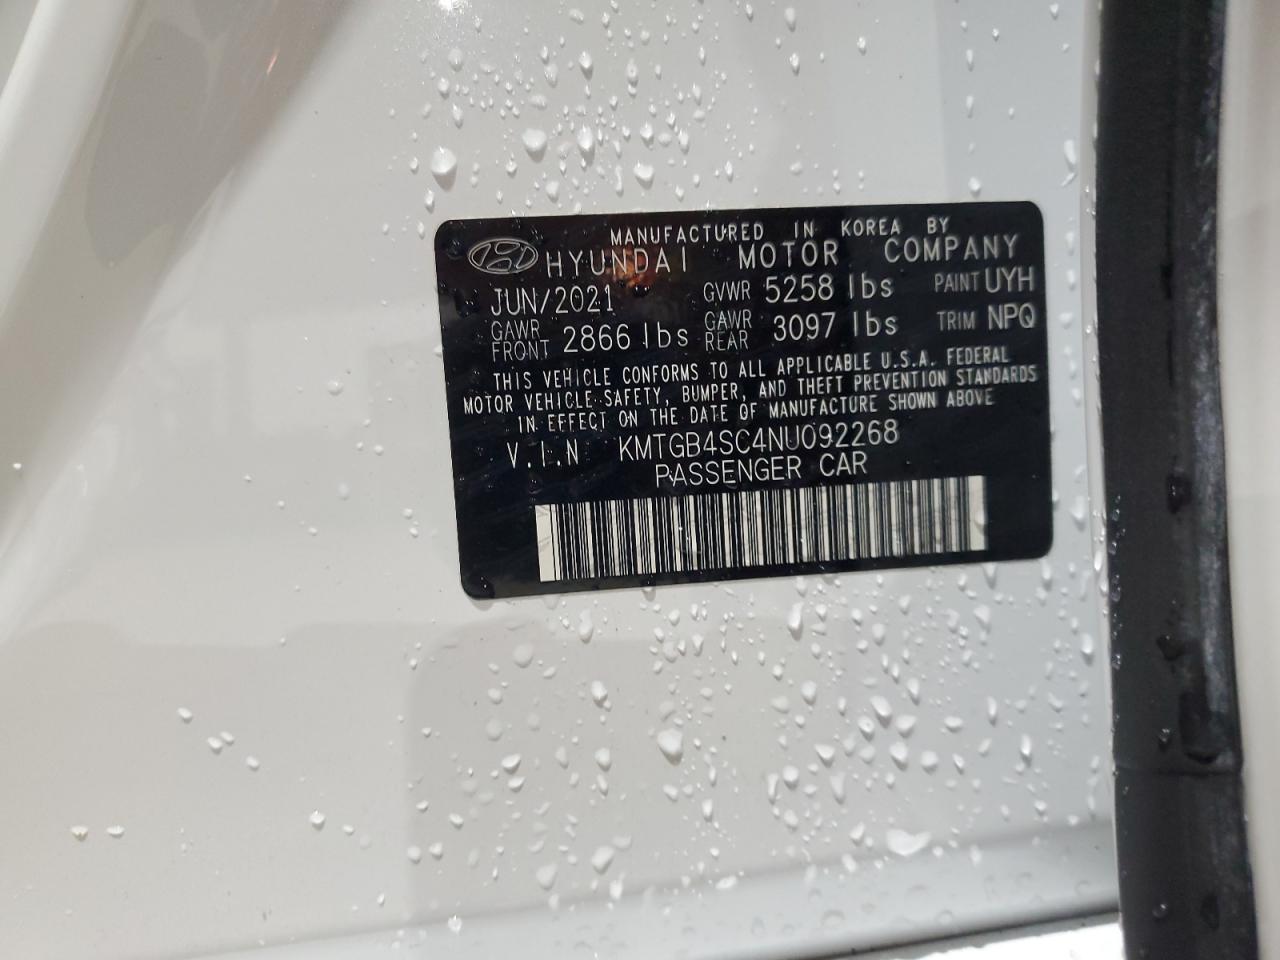 MANUFACTURED IN KOREA BY
HYUNDAI MOTOR COMPANY
JUN/2021 GVWR 5258 lbs PAINT UYH
GAWR FRONT 2866 lbs GAWR REAR 3097 lbs TRIM NPQ
THIS VEHICLE CONFORMS TO ALL APPLICABLE U.S.A. FEDERAL
MOTOR VEHICLE SAFETY, BUMPER, AND THEFT PREVENTION STANDARDS
IN EFFECT ON THE DATE OF MANUFACTURE SHOWN ABOVE
V.I.N KMTGB4SC4NU092268
PASSENGER CAR